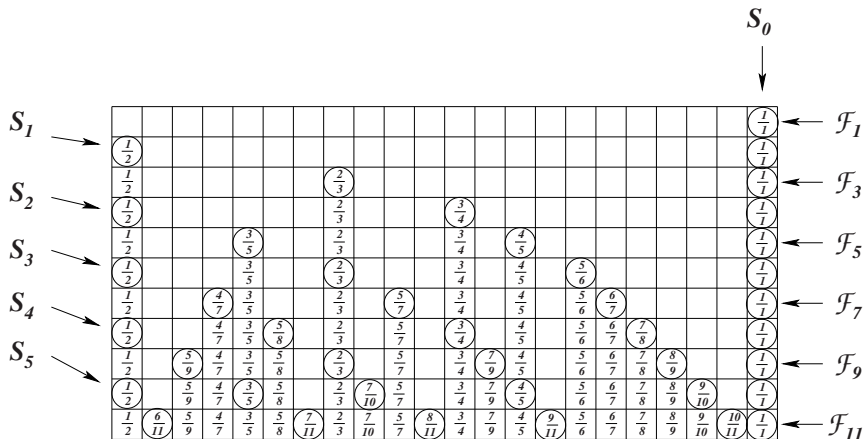 S₀
1/1 ℱ₁
S₁ 1/2 1/1
1/2 2/3 1/1 ℱ₃
S₂ 1/2 2/3 3/4 1/1
1/2 3/5 2/3 3/4 4/5 1/1 ℱ₅
S₃ 1/2 3/5 2/3 3/4 4/5 5/6 1/1
1/2 4/7 3/5 2/3 5/7 3/4 4/5 5/6 6/7 1/1 ℱ₇
S₄ 1/2 4/7 3/5 5/8 2/3 5/7 3/4 4/5 5/6 6/7 7/8 1/1
1/2 5/9 4/7 3/5 5/8 2/3 5/7 3/4 7/9 4/5 5/6 6/7 7/8 8/9 1/1 ℱ₉
S₅ 1/2 5/9 4/7 3/5 5/8 2/3 7/10 5/7 3/4 7/9 4/5 5/6 6/7 7/8 8/9 9/10 1/1
1/2 6/11 5/9 4/7 3/5 5/8 7/11 2/3 7/10 5/7 8/11 3/4 7/9 4/5 9/11 5/6 6/7 7/8 8/9 9/10 10/11 1/1 ℱ₁₁